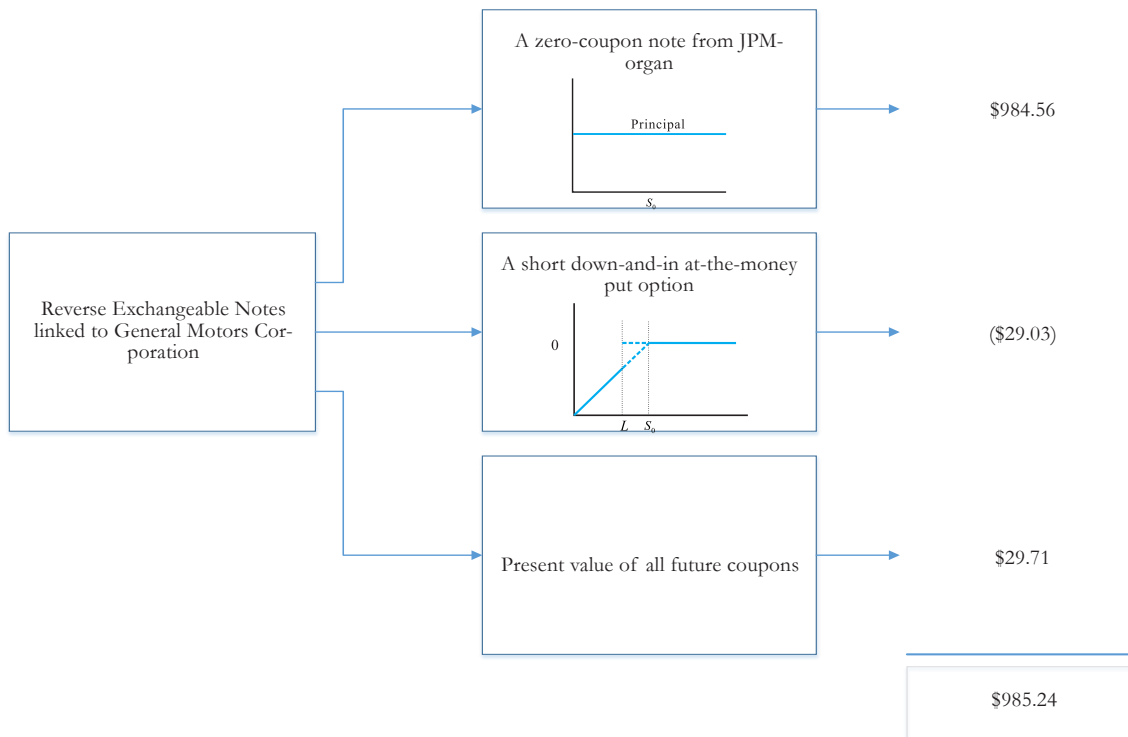 A zero-coupon note from JPM-
organ
Principal
S₀
$984.56
Reverse Exchangeable Notes
linked to General Motors Cor-
poration
A short down-and-in at-the-money
put option
0
L S₀
($29.03)
Present value of all future coupons
$29.71
$985.24